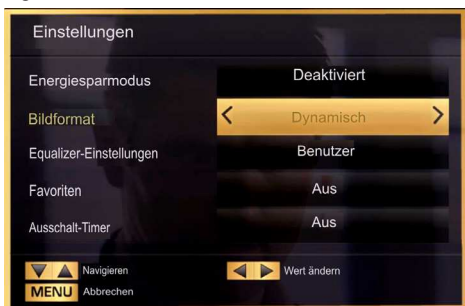 Einstellungen
Energiesparmodus Deaktiviert
Bildformat Dynamisch
Equalizer-Einstellungen Benutzer
Favoriten Aus
Ausschalt-Timer Aus
Navigieren Wert ändern
MENU Abbrechen